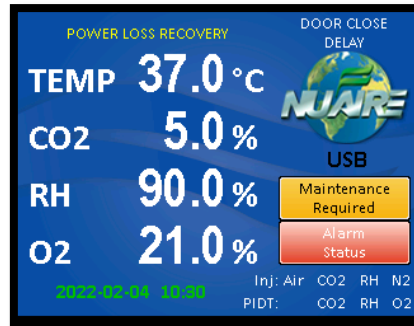 POWER LOSS RECOVERY
DOOR CLOSE
DELAY
TEMP 37.0 °C
NUAIRE
CO2 5.0 %
USB
RH 90.0 %
Maintenance
Required
O2 21.0 %
Alarm
Status
2022-02-04 10:30
Inj: Air CO2 RH N2
PIDT: CO2 RH O2